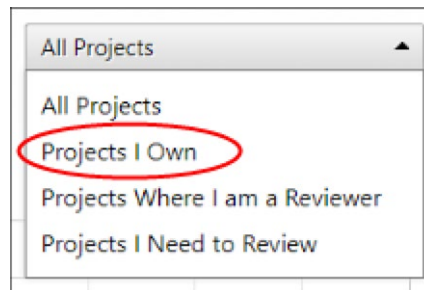 All Projects
All Projects
Projects I Own
Projects Where I am a Reviewer
Projects I Need to Review